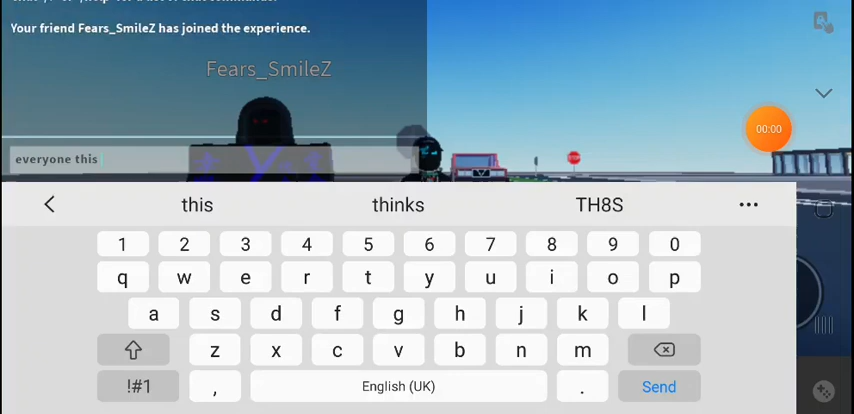 Your friend Fears_SmileZ has joined the experience.
Fears_SmileZ
00:00
everyone this
this thinks TH8S
1 2 3 4 5 6 7 8 9 0
q w e r t y u i o p
a s d f g h j k l
z x c v b n m
!#1 , English (UK) . Send